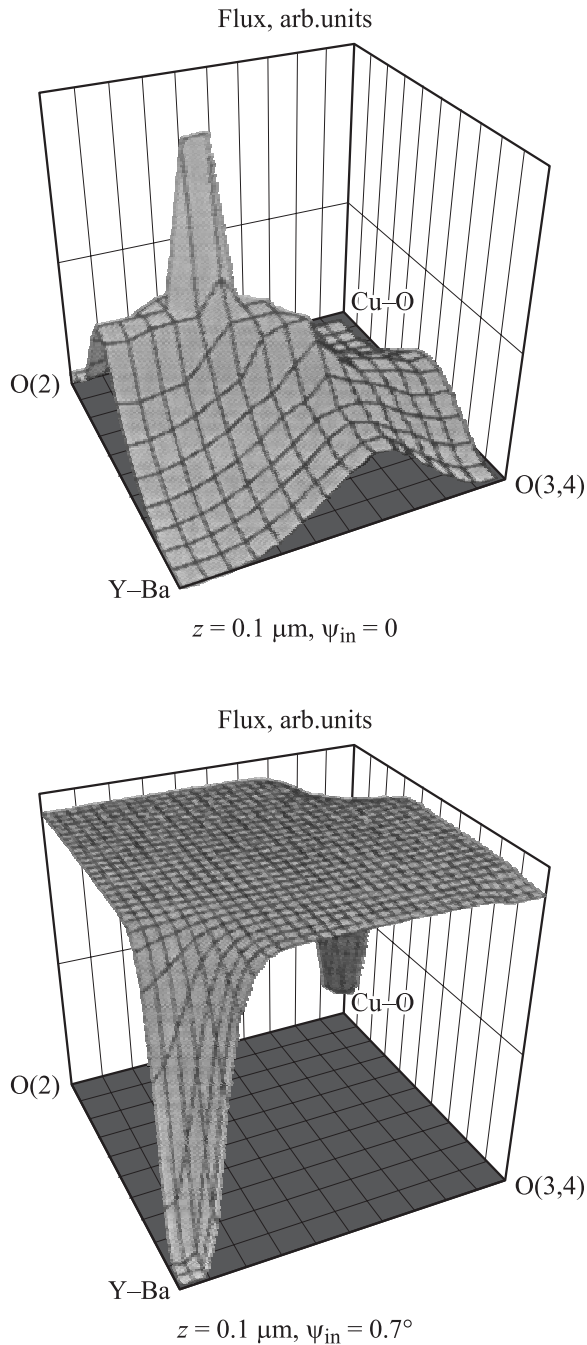 Flux, arb.units
Cu–O
O(2)
O(3,4)
Y–Ba
z = 0.1 μm, ψin = 0
Flux, arb.units
Cu–O
O(2)
O(3,4)
Y–Ba
z = 0.1 μm, ψin = 0.7°